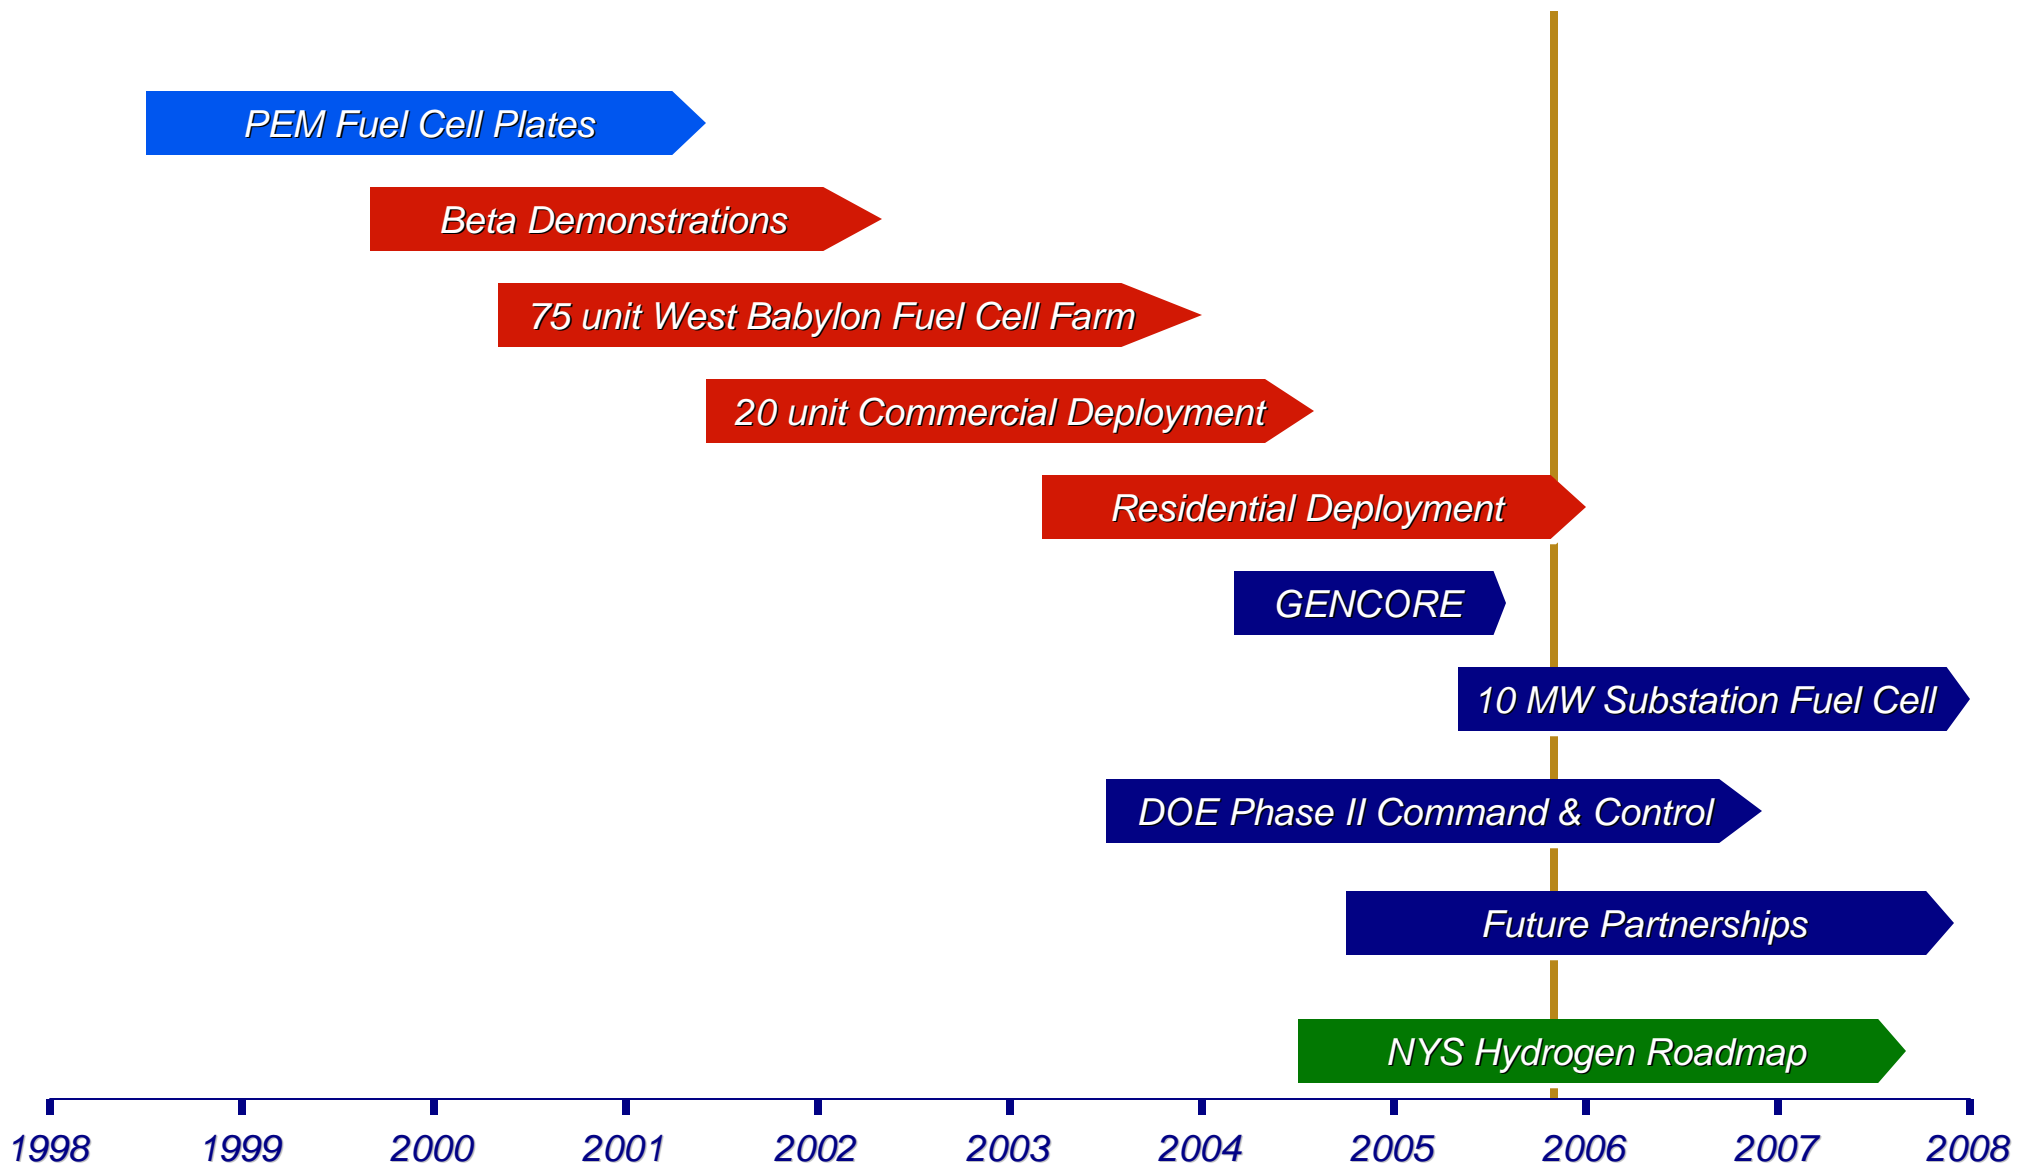 PEM Fuel Cell Plates
Beta Demonstrations
75 unit West Babylon Fuel Cell Farm
20 unit Commercial Deployment
Residential Deployment
GENCORE
10 MW Substation Fuel Cell
DOE Phase II Command & Control
Future Partnerships
NYS Hydrogen Roadmap
1998 1999 2000 2001 2002 2003 2004 2005 2006 2007 2008